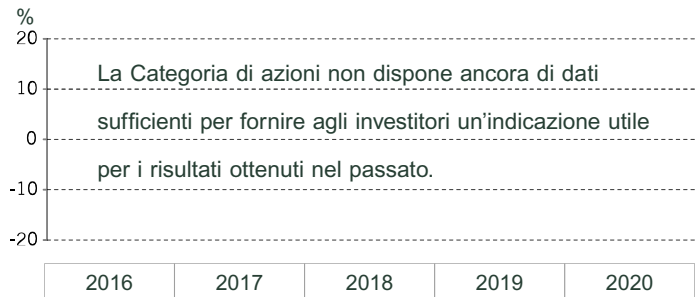 %
20
10
0
-10
-20
La Categoria di azioni non dispone ancora di dati
sufficienti per fornire agli investitori un'indicazione utile
per i risultati ottenuti nel passato.
2016 2017 2018 2019 2020